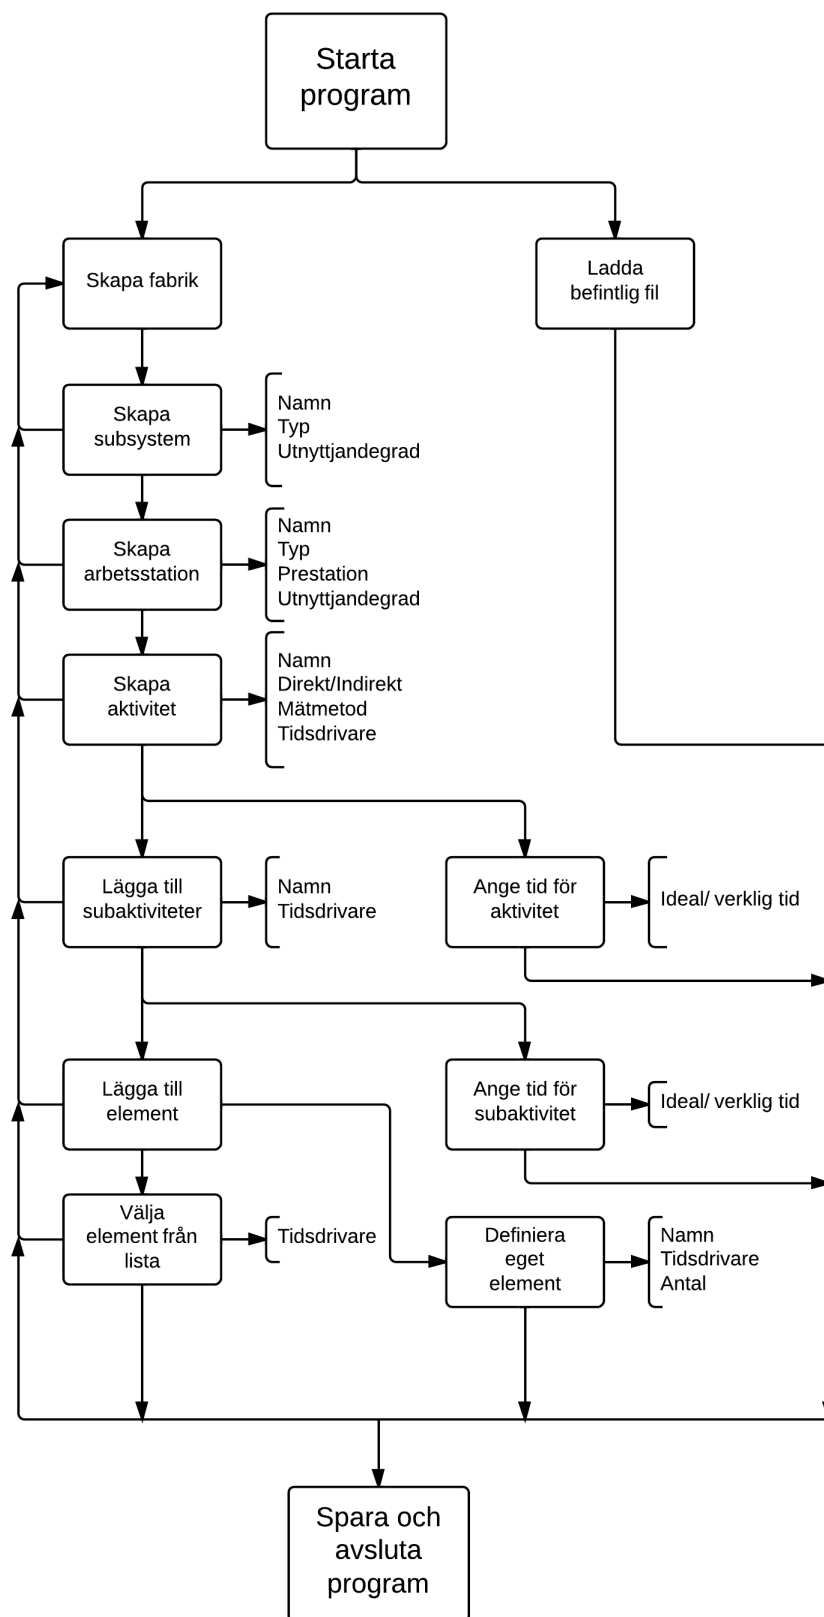 Starta
program
Skapa fabrik
Ladda
befintlig fil
Skapa
subsystem
Namn
Typ
Utnyttjandegrad
Skapa
arbetsstation
Namn
Typ
Prestation
Utnyttjandegrad
Skapa
aktivitet
Namn
Direkt/Indirekt
Mätmetod
Tidsdrivare
Lägga till
subaktiviteter
Namn
Tidsdrivare
Ange tid för
aktivitet
Ideal/ verklig tid
Lägga till
element
Ange tid för
subaktivitet
Ideal/ verklig tid
Välja
element från
lista
Tidsdrivare
Definiera
eget
element
Namn
Tidsdrivare
Antal
Spara och
avsluta
program